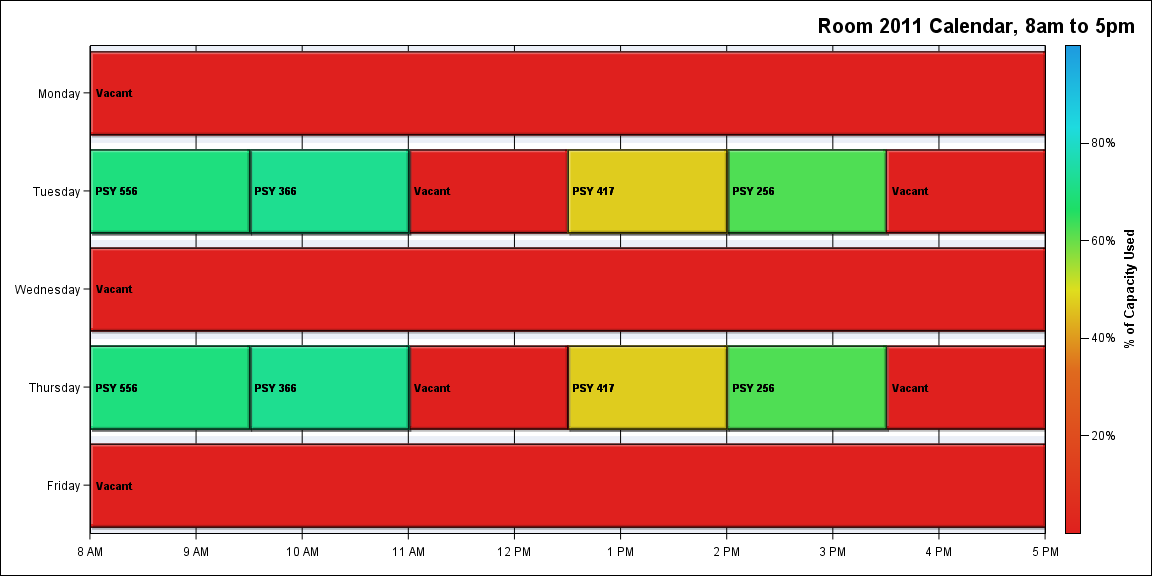 Room 2011 Calendar, 8am to 5pm
Monday
Vacant
Tuesday
PSY 556
PSY 366
Vacant
PSY 417
PSY 256
Vacant
Wednesday
Vacant
Thursday
PSY 556
PSY 366
Vacant
PSY 417
PSY 256
Vacant
Friday
Vacant
8 AM
9 AM
10 AM
11 AM
12 PM
1 PM
2 PM
3 PM
4 PM
5 PM
80%
60%
40%
20%
% of Capacity Used